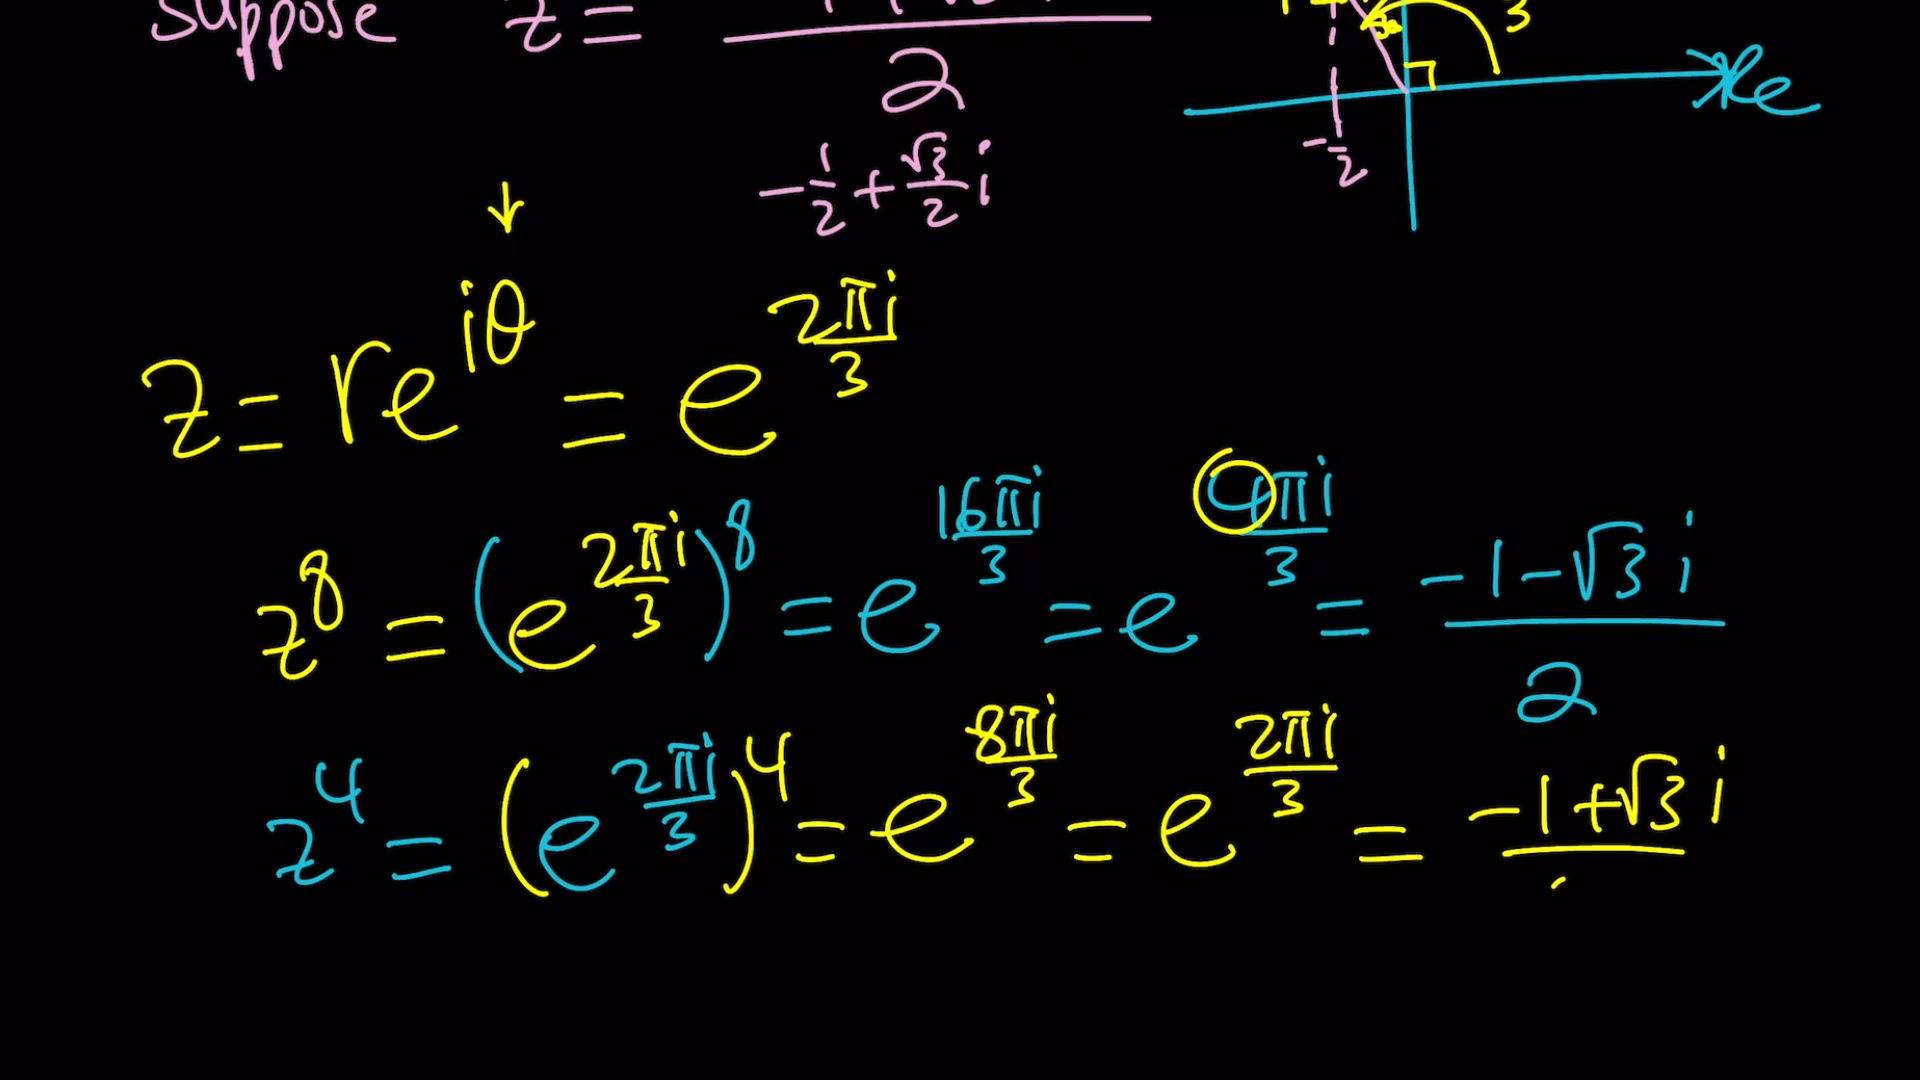 suppose z = / 2
Re
-1/2 + √3/2 i
-1/2
3
↓
z = re^{iθ} = e^{2πi/3}
z^8 = (e^{2πi/3})^8 = e^{16πi/3} = e^{4πi/3} = (-1-√3 i)/2
z^4 = (e^{2πi/3})^4 = e^{8πi/3} = e^{2πi/3} = -1+√3 i